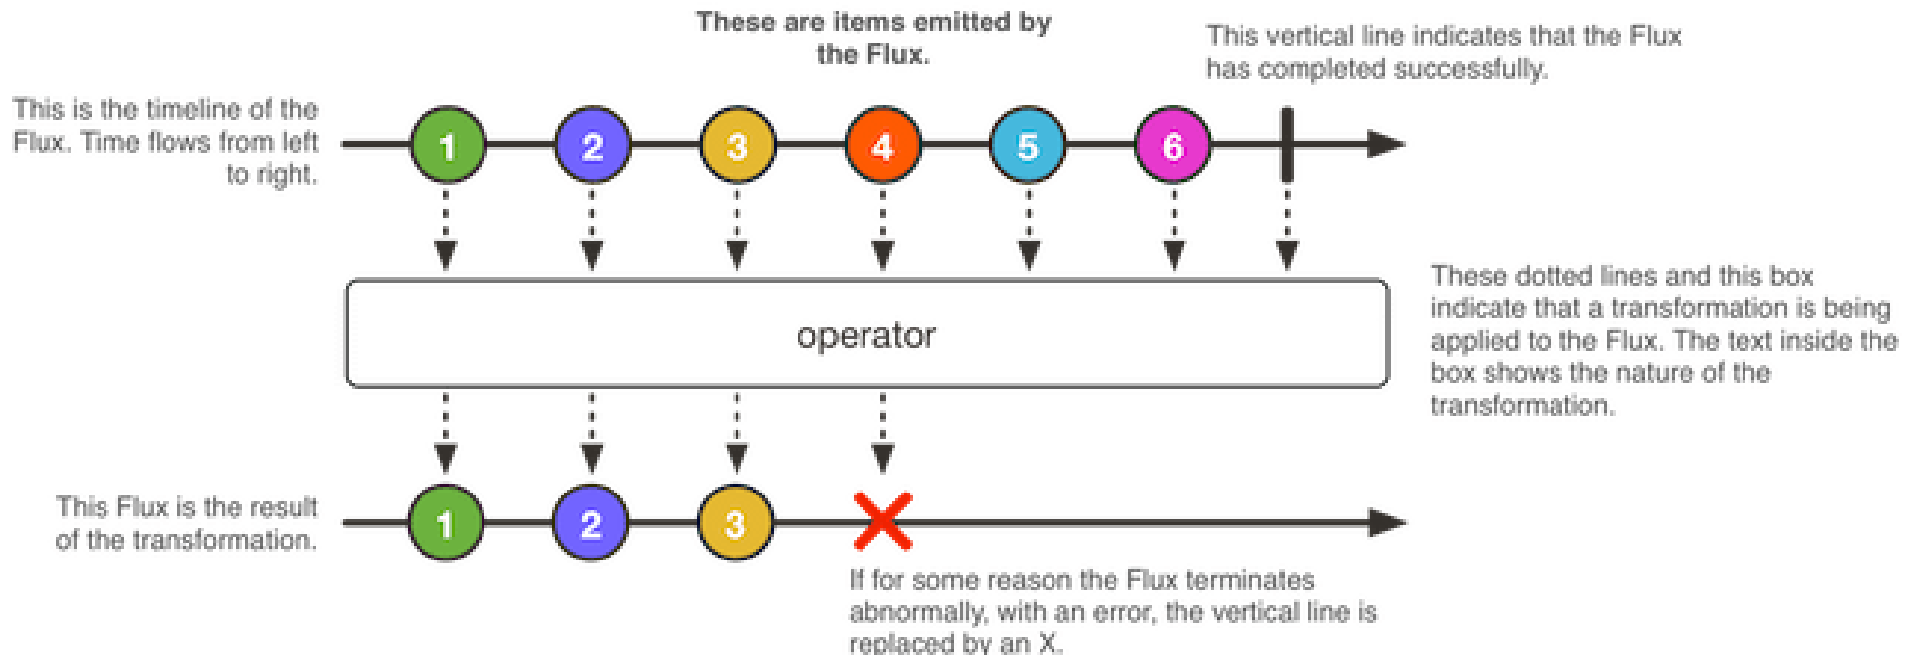 These are items emitted by
the Flux.
This vertical line indicates that the Flux
has completed successfully.
This is the timeline of the
Flux. Time flows from left
to right.
1 2 3 4 5 6
operator
These dotted lines and this box
indicate that a transformation is being
applied to the Flux. The text inside the
box shows the nature of the
transformation.
This Flux is the result
of the transformation.
1 2 3
If for some reason the Flux terminates
abnormally, with an error, the vertical line is
replaced by an X.